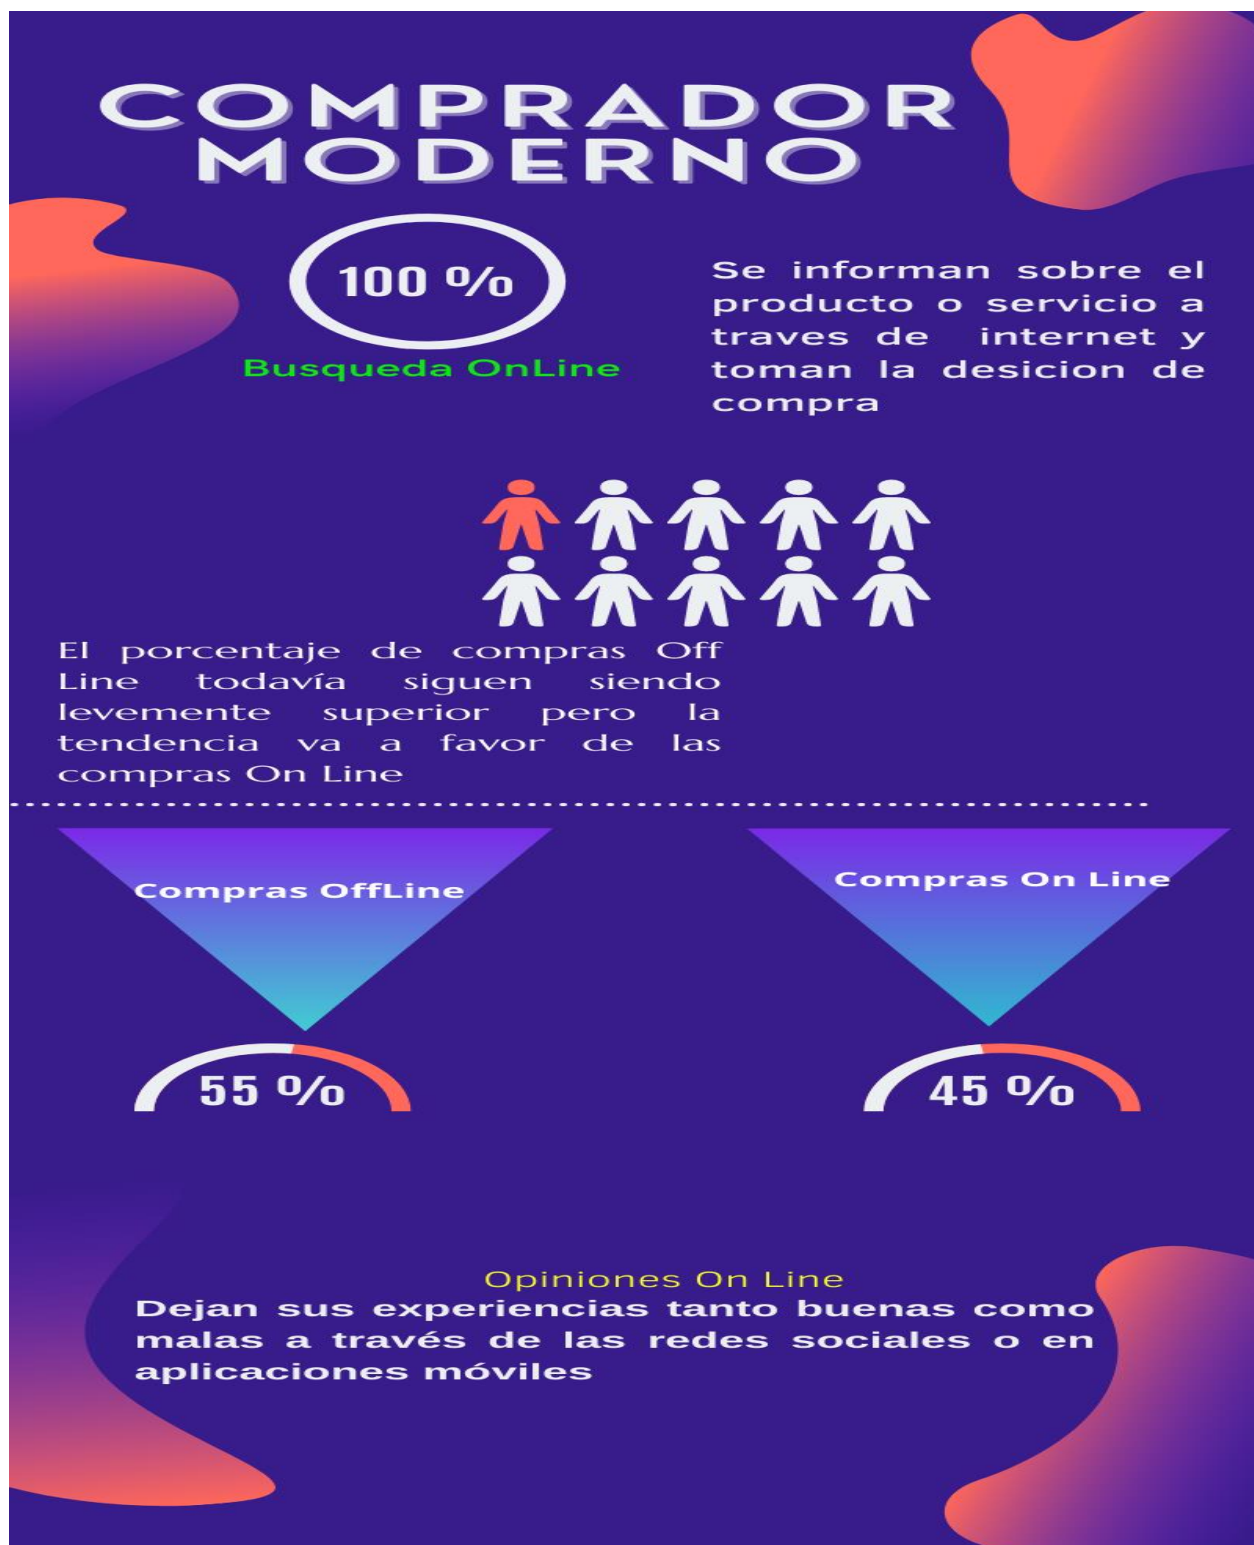 COMPRADOR
MODERNO
100 %
Busqueda OnLine
Se informan sobre el
producto o servicio a
traves de internet y
toman la desicion de
compra
El porcentaje de compras Off
Line todavía siguen siendo
levemente superior pero la
tendencia va a favor de las
compras On Line
Compras OffLine
Compras On Line
55 %
45 %
Opiniones On Line
Dejan sus experiencias tanto buenas como
malas a través de las redes sociales o en
aplicaciones móviles